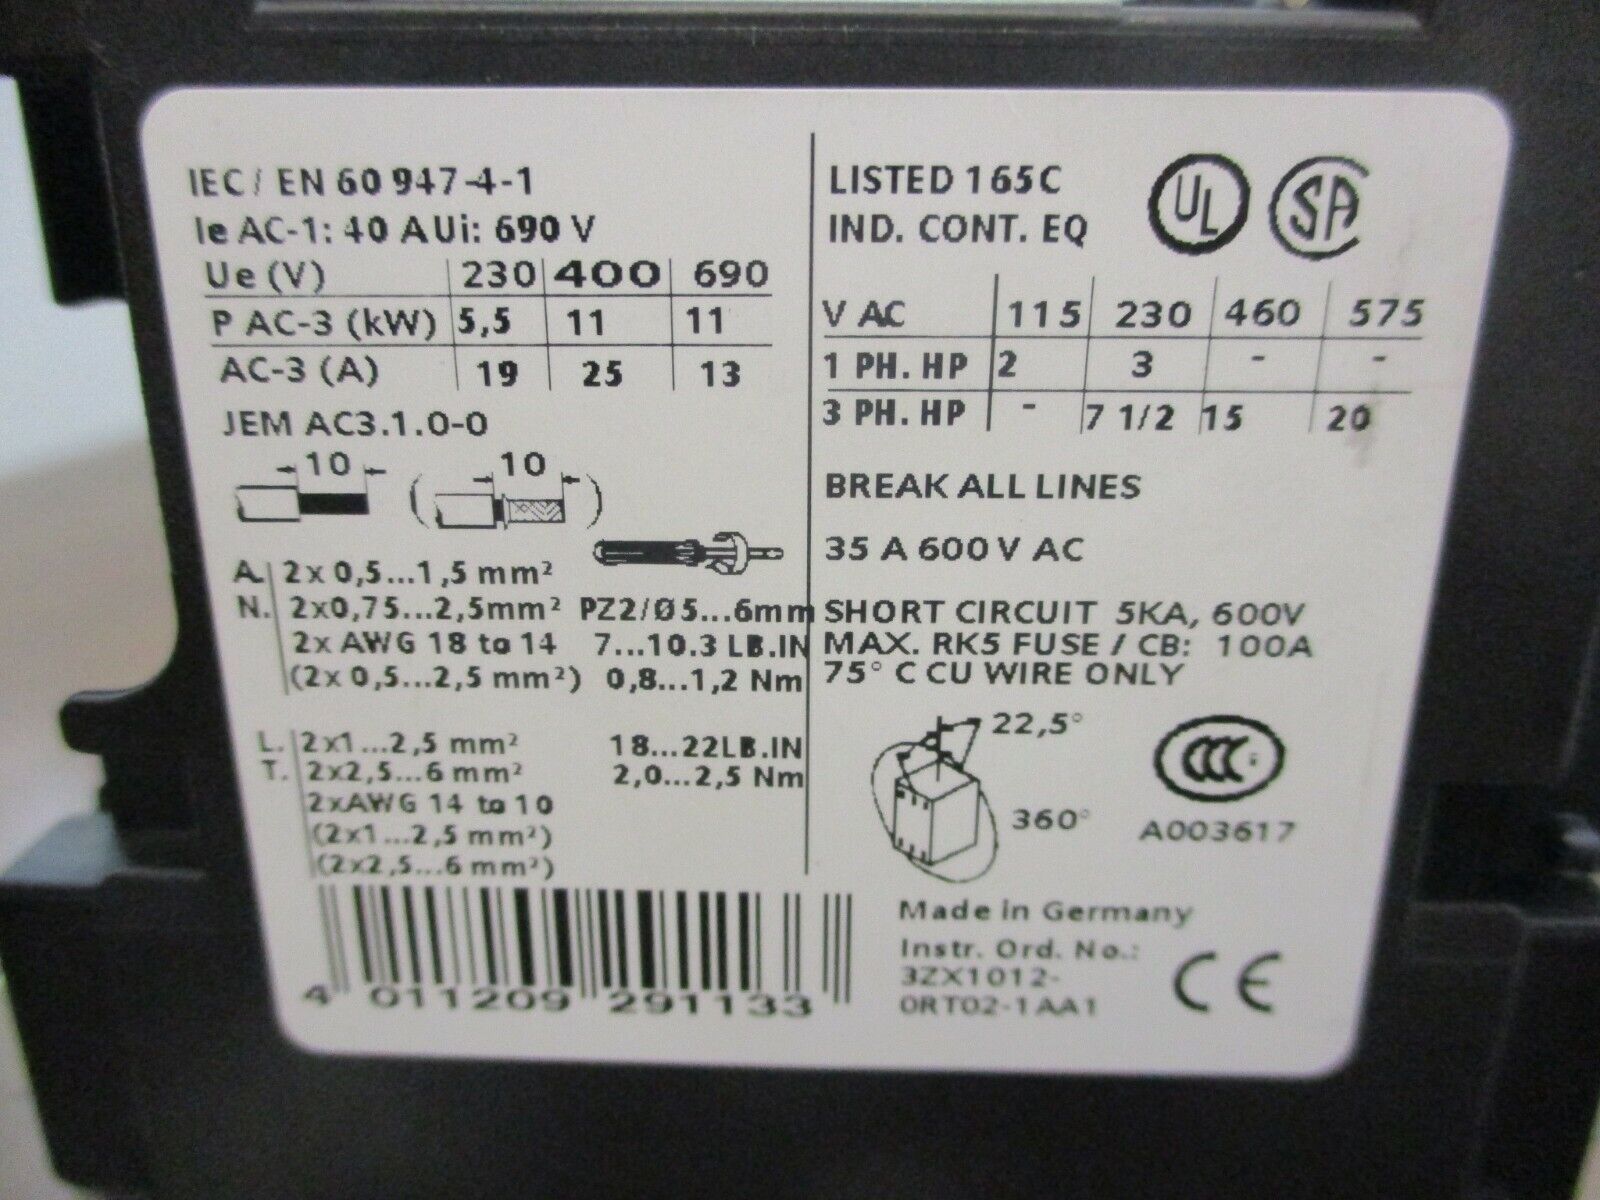 IEC / EN 60 947-4-1
Ie AC-1: 40 A Ui: 690 V
Ue (V) 230 400 690
P AC-3 (kW) 5,5 11 11
AC-3 (A) 19 25 13
JEM AC3.1.0-0
10 10
A. 2x 0,5...1,5 mm²
N. 2x0,75...2,5mm² PZ2/Ø5...6mm
2x AWG 18 to 14 7...10.3 LB.IN
(2x 0,5...2,5 mm²) 0,8...1,2 Nm
L. 2x1...2,5 mm² 18...22LB.IN
T. 2x2,5...6 mm² 2,0...2,5 Nm
2xAWG 14 to 10
(2x1...2,5 mm²)
(2x2,5...6 mm²)
4 011209 291133
LISTED 165C
IND. CONT. EQ
UL SA
V AC 115 230 460 575
1 PH. HP 2 3 - -
3 PH. HP - 7 1/2 15 20
BREAK ALL LINES
35 A 600 V AC
SHORT CIRCUIT 5KA, 600V
MAX. RK5 FUSE / CB: 100A
75° C CU WIRE ONLY
22,5°
360°
CCC
A003617
Made in Germany
Instr. Ord. No.:
3ZX1012-
0RT02-1AA1
CE